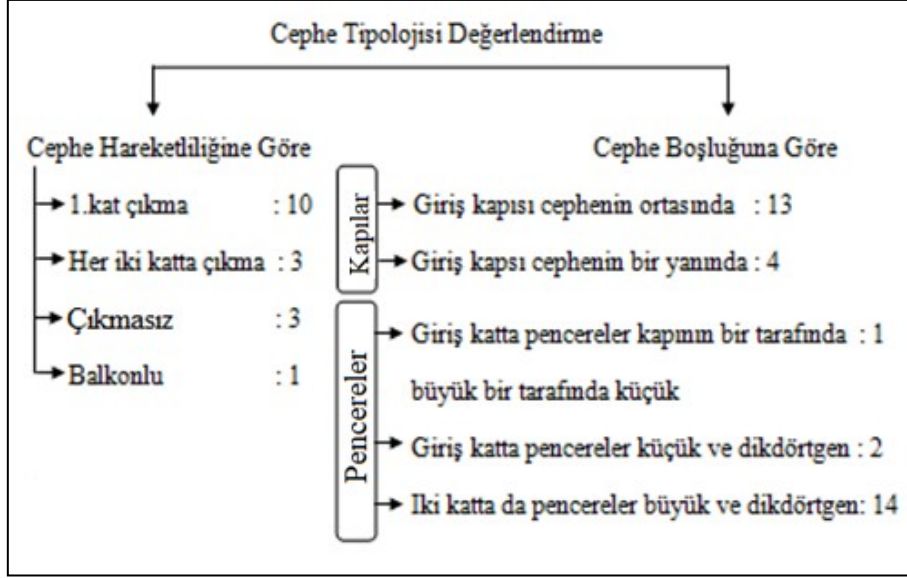 Cephe Tipolojisi Değerlendirme
Cephe Hareketliliğine Göre
1.kat çıkma : 10
Her iki katta çıkma : 3
Çıkmasız : 3
Balkonlu : 1
Cephe Boşluğuna Göre
Kapılar
Giriş kapısı cephenin ortasında : 13
Giriş kapsı cephenin bir yanında : 4
Pencereler
Giriş katta pencereler kapının bir tarafında : 1
büyük bir tarafında küçük
Giriş katta pencereler küçük ve dikdörtgen : 2
Iki katta da pencereler büyük ve dikdörtgen: 14